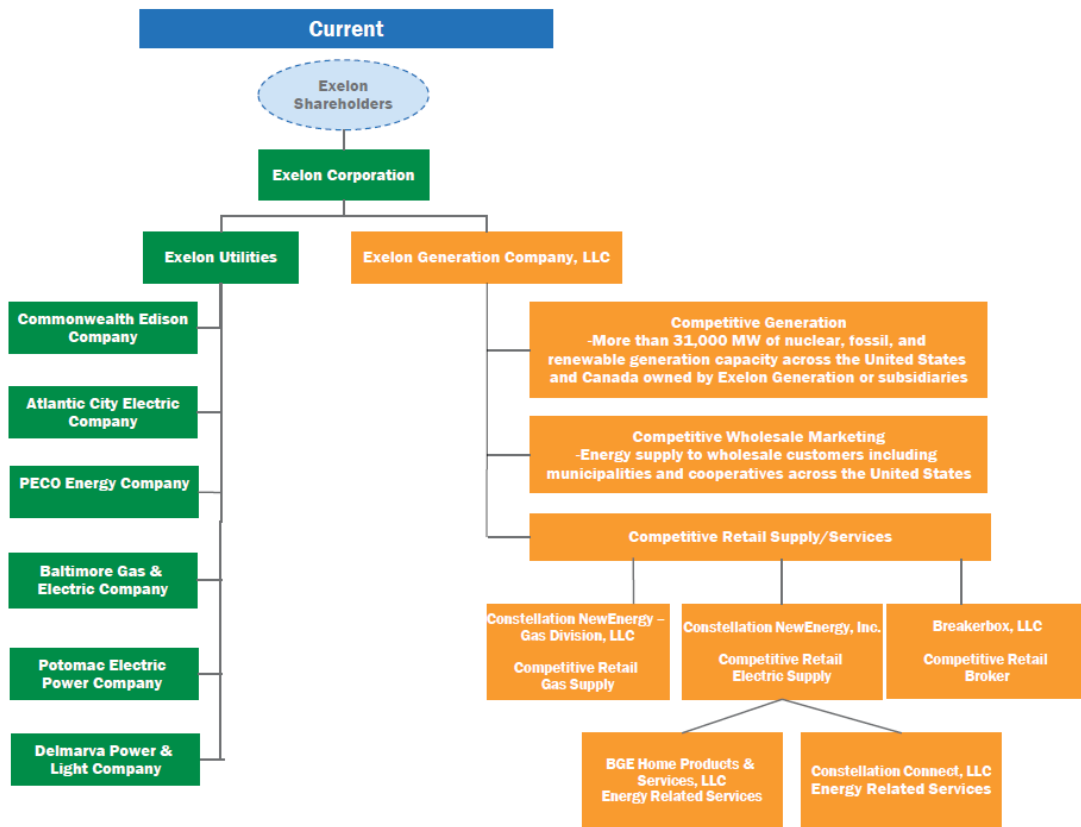 Current
Exelon
Shareholders
Exelon Corporation
Exelon Utilities
Exelon Generation Company, LLC
Commonwealth Edison
Company
Atlantic City Electric
Company
PECO Energy Company
Baltimore Gas &
Electric Company
Potomac Electric
Power Company
Delmarva Power &
Light Company
Competitive Generation
-More than 31,000 MW of nuclear, fossil, and
renewable generation capacity across the United States
and Canada owned by Exelon Generation or subsidiaries
Competitive Wholesale Marketing
-Energy supply to wholesale customers including
municipalities and cooperatives across the United States
Competitive Retail Supply/Services
Constellation NewEnergy –
Gas Division, LLC
Competitive Retail
Gas Supply
Constellation NewEnergy, Inc.
Competitive Retail
Electric Supply
Breakerbox, LLC
Competitive Retail
Broker
BGE Home Products &
Services, LLC
Energy Related Services
Constellation Connect, LLC
Energy Related Services